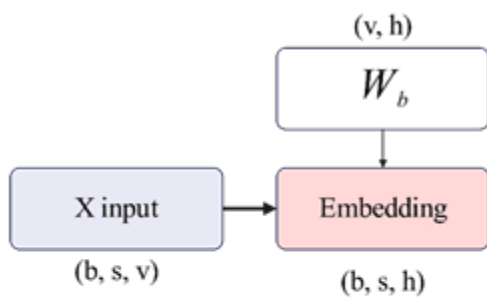 (v, h)
W_b
X input
Embedding
(b, s, v)
(b, s, h)